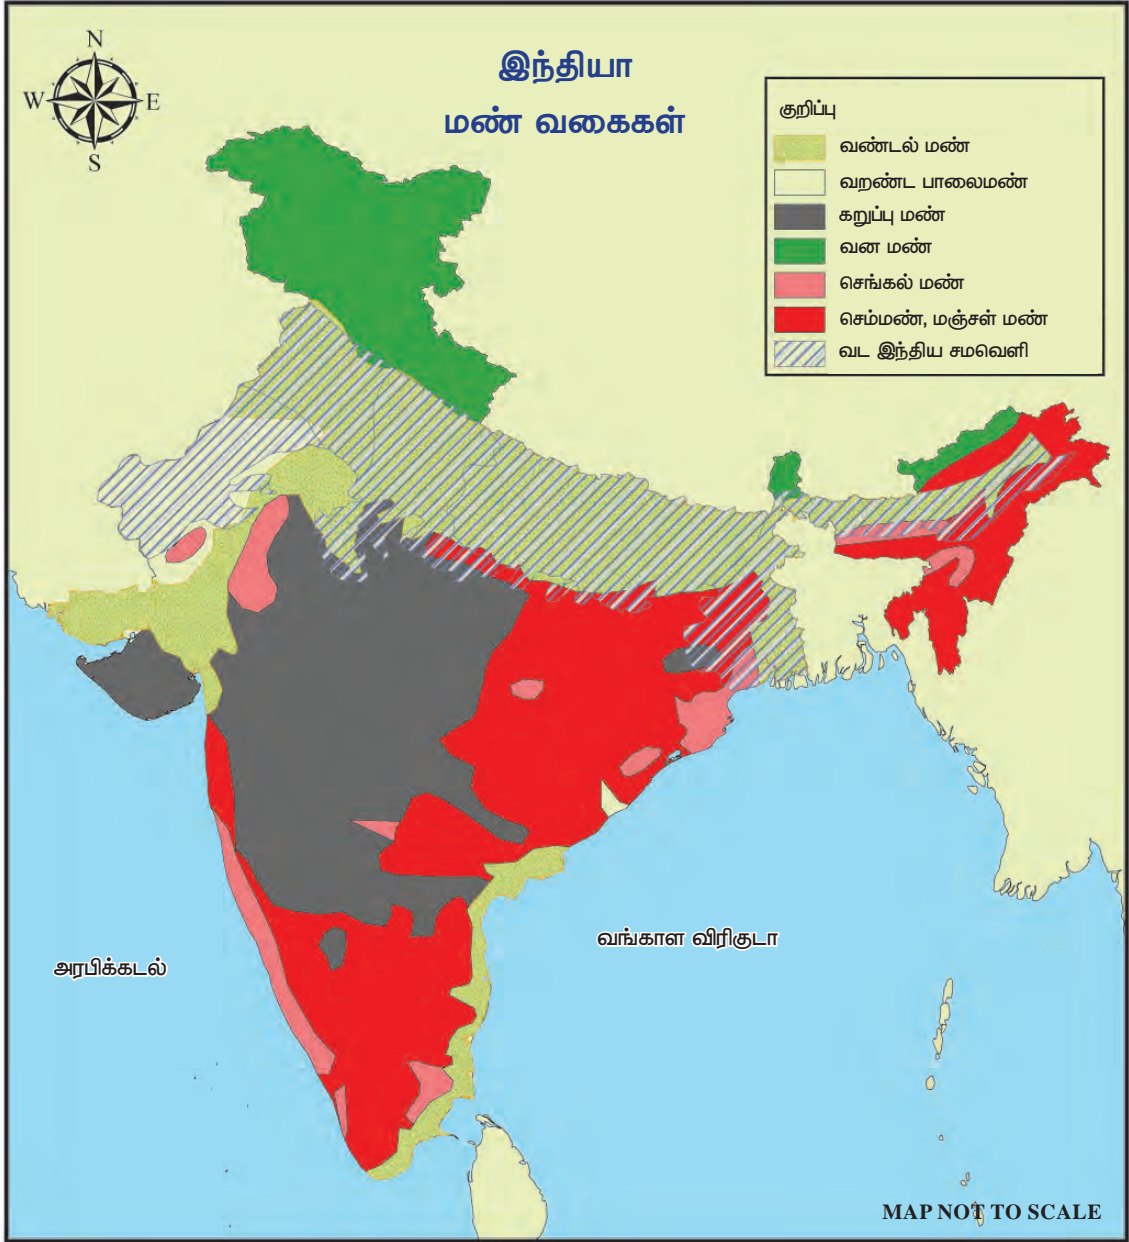 N
W E
S
இந்தியா
மண் வகைகள்
குறிப்பு
வண்டல் மண்
வறண்ட பாலைமண்
கறுப்பு மண்
வன மண்
செங்கல் மண்
செம்மண், மஞ்சள் மண்
வட இந்திய சமவெளி
அரபிக்கடல்
வங்காள விரிகுடா
MAP NOT TO SCALE